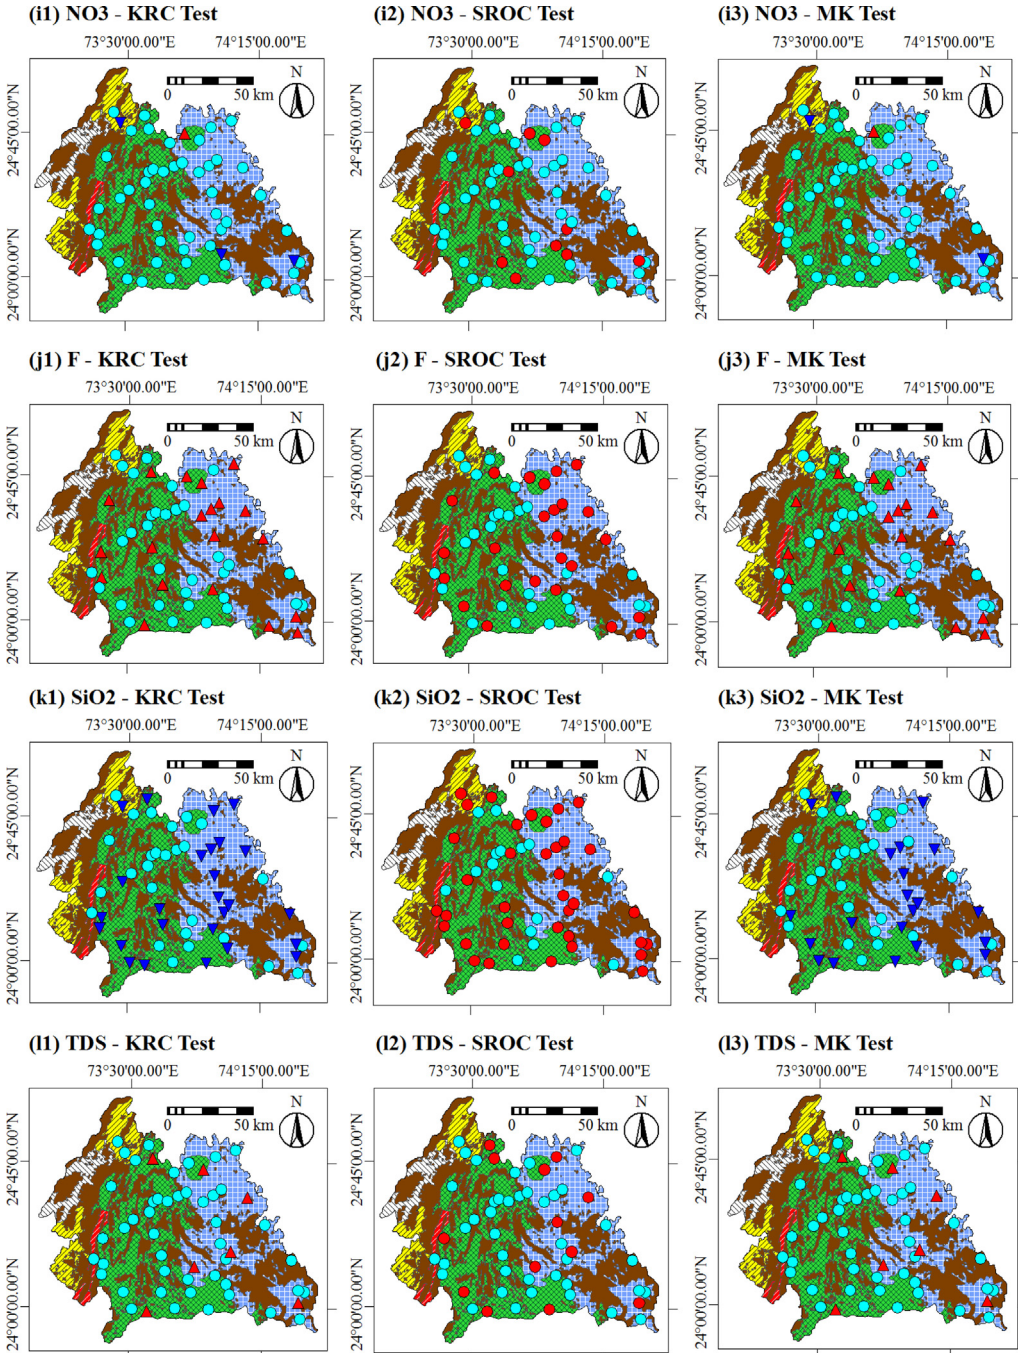 (i1) NO3 - KRC Test
(i2) NO3 - SROC Test
(i3) NO3 - MK Test
73°30'00.00"E 74°15'00.00"E
73°30'00.00"E 74°15'00.00"E
73°30'00.00"E 74°15'00.00"E
N
0 50 km
24°45'00.00"N
24°00'00.00"N
N
0 50 km
24°45'00.00"N
24°00'00.00"N
N
0 50 km
24°45'00.00"N
24°00'00.00"N
(j1) F - KRC Test
(j2) F - SROC Test
(j3) F - MK Test
73°30'00.00"E 74°15'00.00"E
73°30'00.00"E 74°15'00.00"E
73°30'00.00"E 74°15'00.00"E
N
0 50 km
24°45'00.00"N
24°00'00.00"N
N
0 50 km
24°45'00.00"N
24°00'00.00"N
N
0 50 km
24°45'00.00"N
24°00'00.00"N
(k1) SiO2 - KRC Test
(k2) SiO2 - SROC Test
(k3) SiO2 - MK Test
73°30'00.00"E 74°15'00.00"E
73°30'00.00"E 74°15'00.00"E
73°30'00.00"E 74°15'00.00"E
N
0 50 km
24°45'00.00"N
24°00'00.00"N
N
0 50 km
24°45'00.00"N
24°00'00.00"N
N
0 50 km
24°45'00.00"N
24°00'00.00"N
(l1) TDS - KRC Test
(l2) TDS - SROC Test
(l3) TDS - MK Test
73°30'00.00"E 74°15'00.00"E
73°30'00.00"E 74°15'00.00"E
73°30'00.00"E 74°15'00.00"E
N
0 50 km
24°45'00.00"N
24°00'00.00"N
N
0 50 km
24°45'00.00"N
24°00'00.00"N
N
0 50 km
24°45'00.00"N
24°00'00.00"N